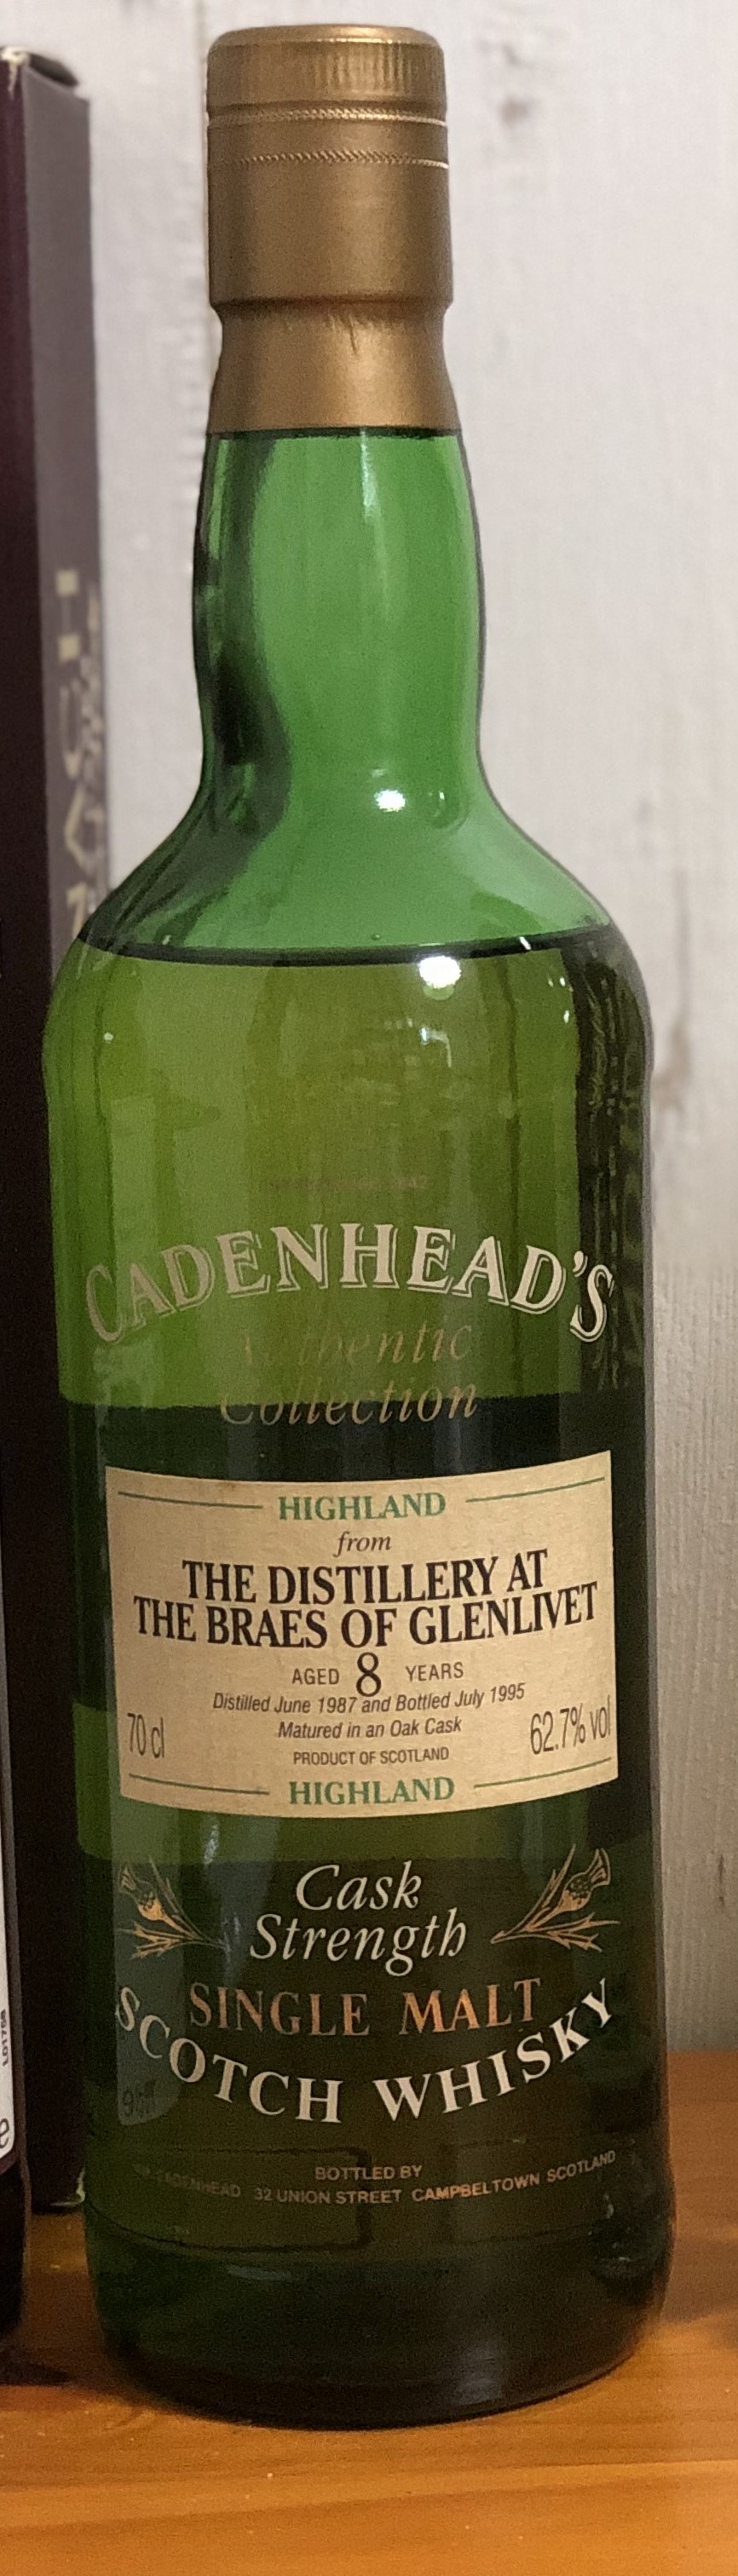 CADENHEAD'S
Authentic
Collection
HIGHLAND
from
THE DISTILLERY AT
THE BRAES OF GLENLIVET
AGED 8 YEARS
Distilled June 1987 and Bottled July 1995
Matured in an Oak Cask
70 cl
62.7% vol
PRODUCT OF SCOTLAND
HIGHLAND
Cask
Strength
SINGLE MALT
SCOTCH WHISKY
BOTTLED BY
CADENHEAD 32 UNION STREET CAMPBELTOWN SCOTLAND